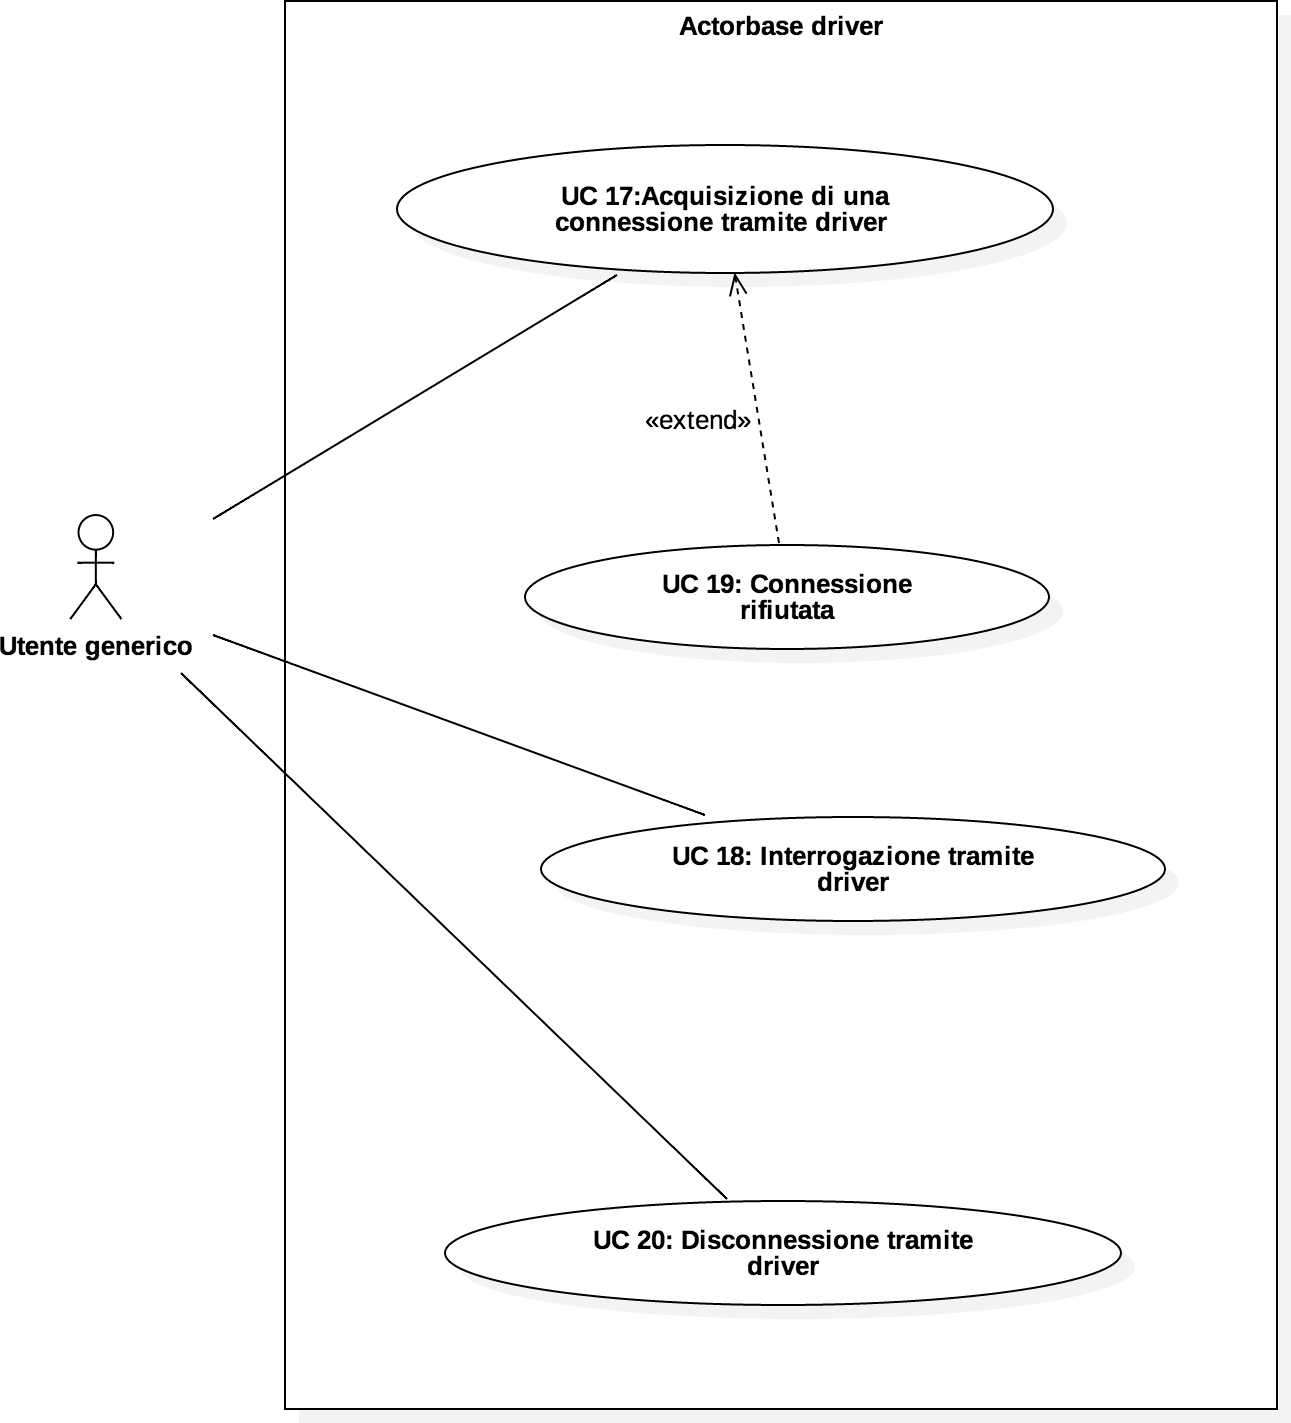 Actorbase driver
UC 17:Acquisizione di una
connessione tramite driver
«extend»
UC 19: Connessione
rifiutata
Utente generico
UC 18: Interrogazione tramite
driver
UC 20: Disconnessione tramite
driver